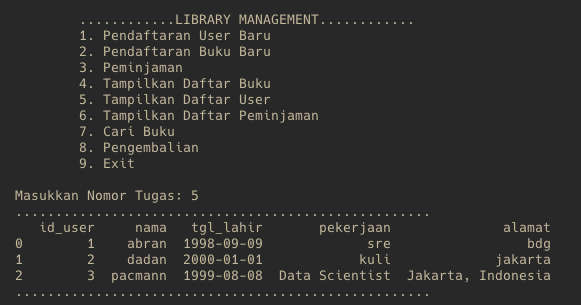 ............LIBRARY MANAGEMENT............
1. Pendaftaran User Baru
2. Pendaftaran Buku Baru
3. Peminjaman
4. Tampilkan Daftar Buku
5. Tampilkan Daftar User
6. Tampilkan Daftar Peminjaman
7. Cari Buku
8. Pengembalian
9. Exit
Masukkan Nomor Tugas: 5
....................................................
id_user nama tgl_lahir pekerjaan alamat
0 1 abran 1998-09-09 sre bdg
1 2 dadan 2000-01-01 kuli jakarta
2 3 pacmann 1999-08-08 Data Scientist Jakarta, Indonesia
....................................................